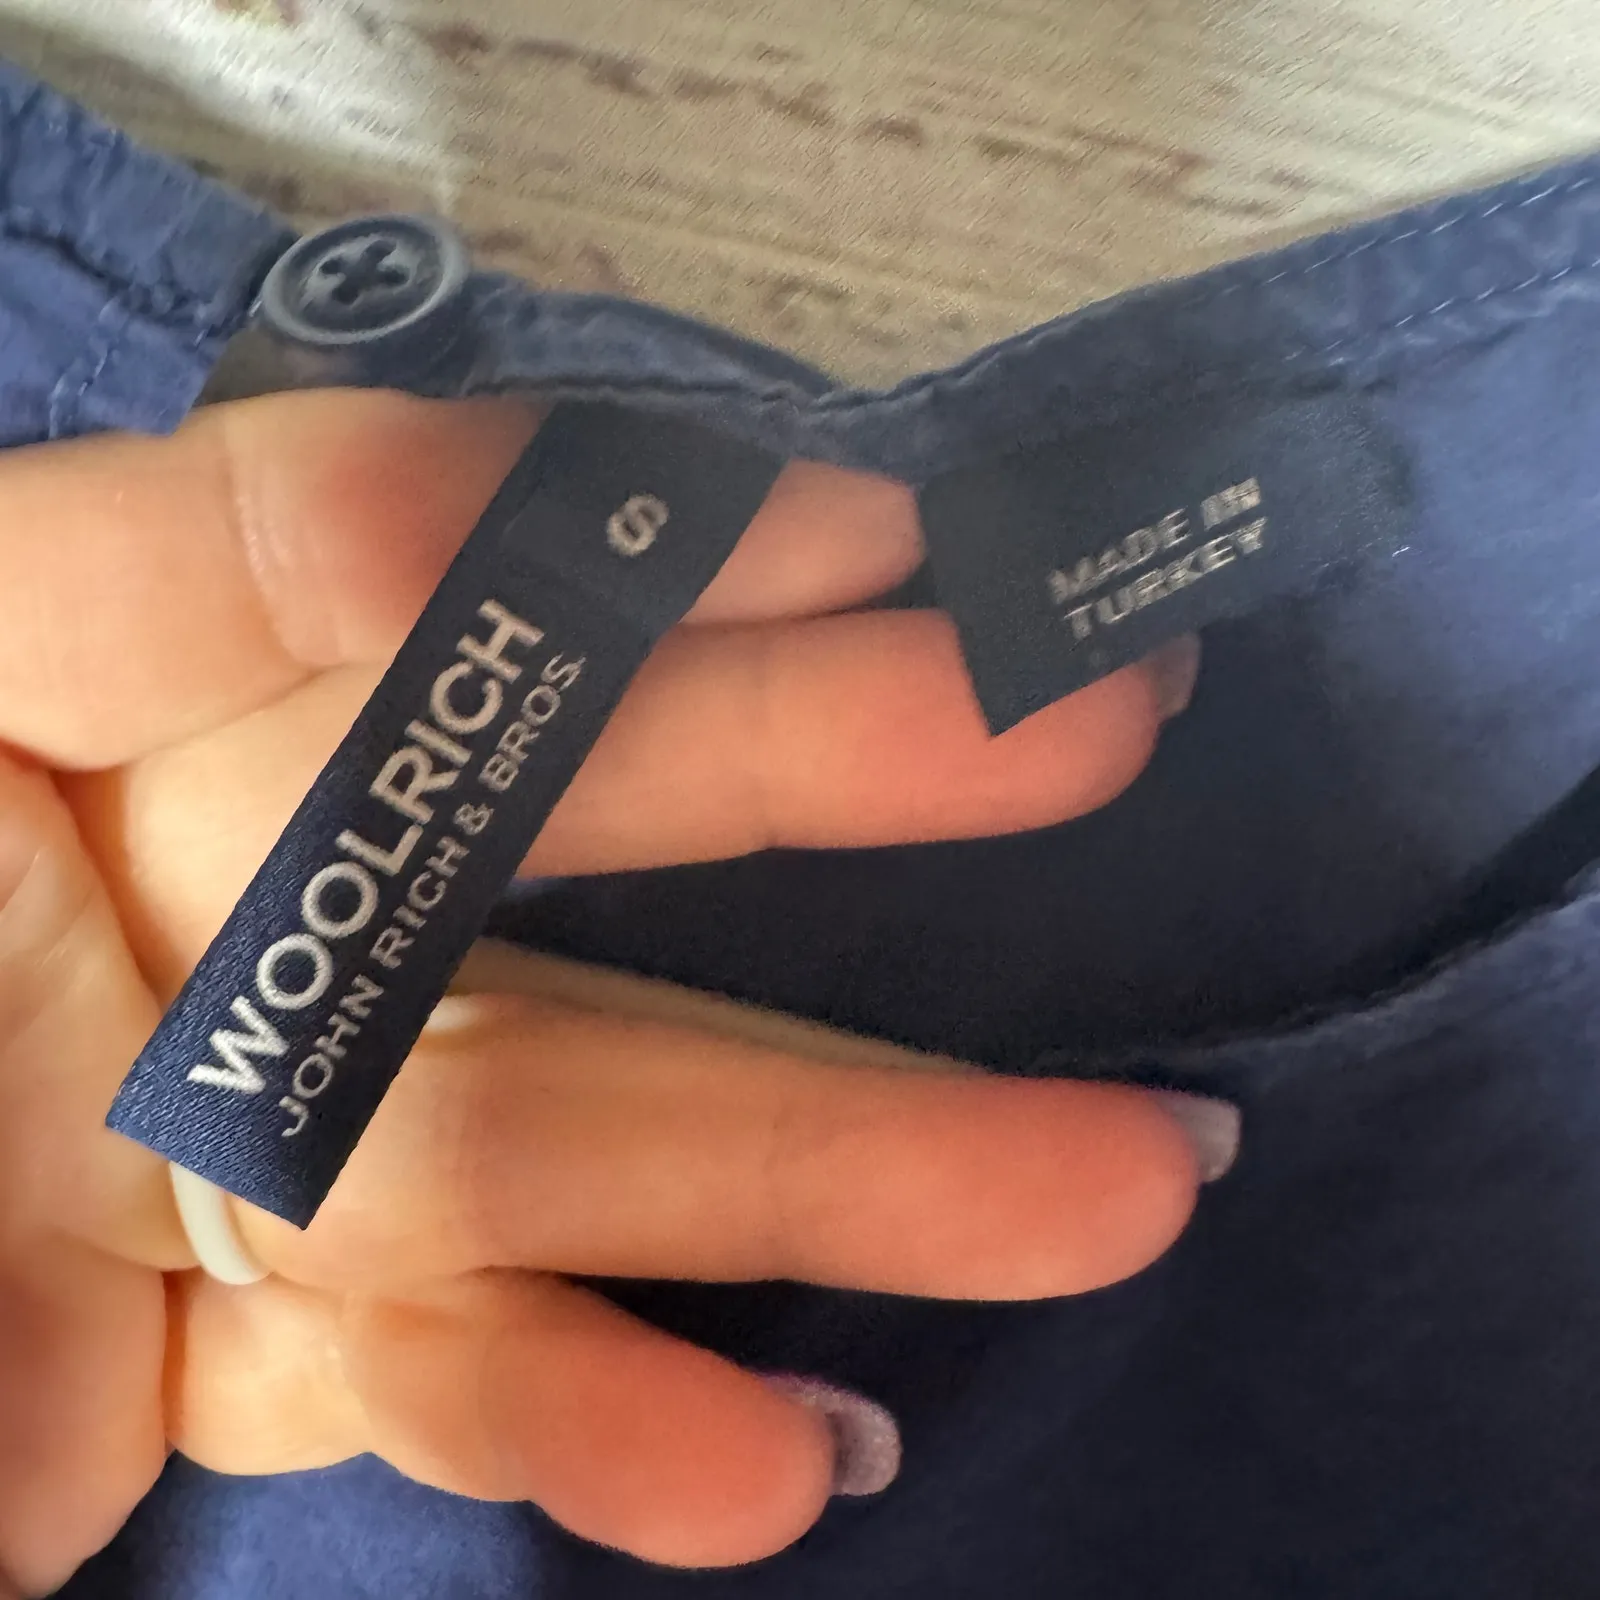 S
WOOLRICH
JOHN RICH & BROS.
MADE IN
TURKEY